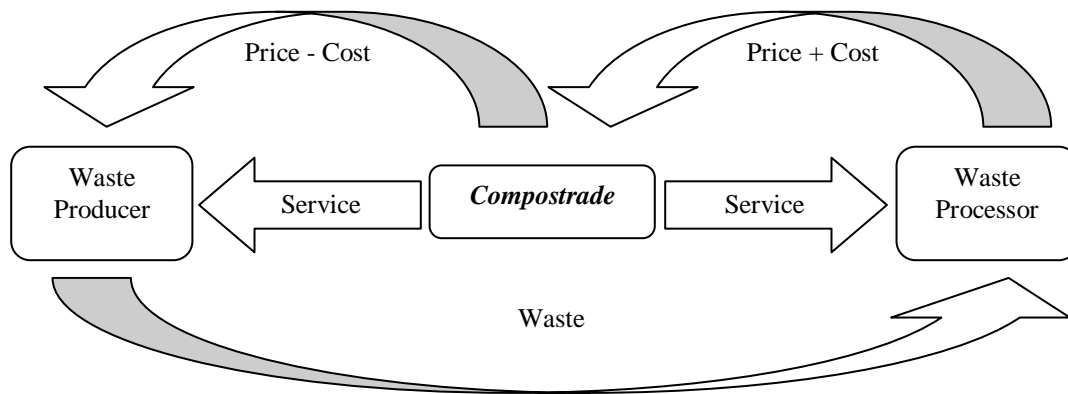 Price - Cost
Price + Cost
Waste
Producer
Service
Compostrade
Service
Waste
Processor
Waste